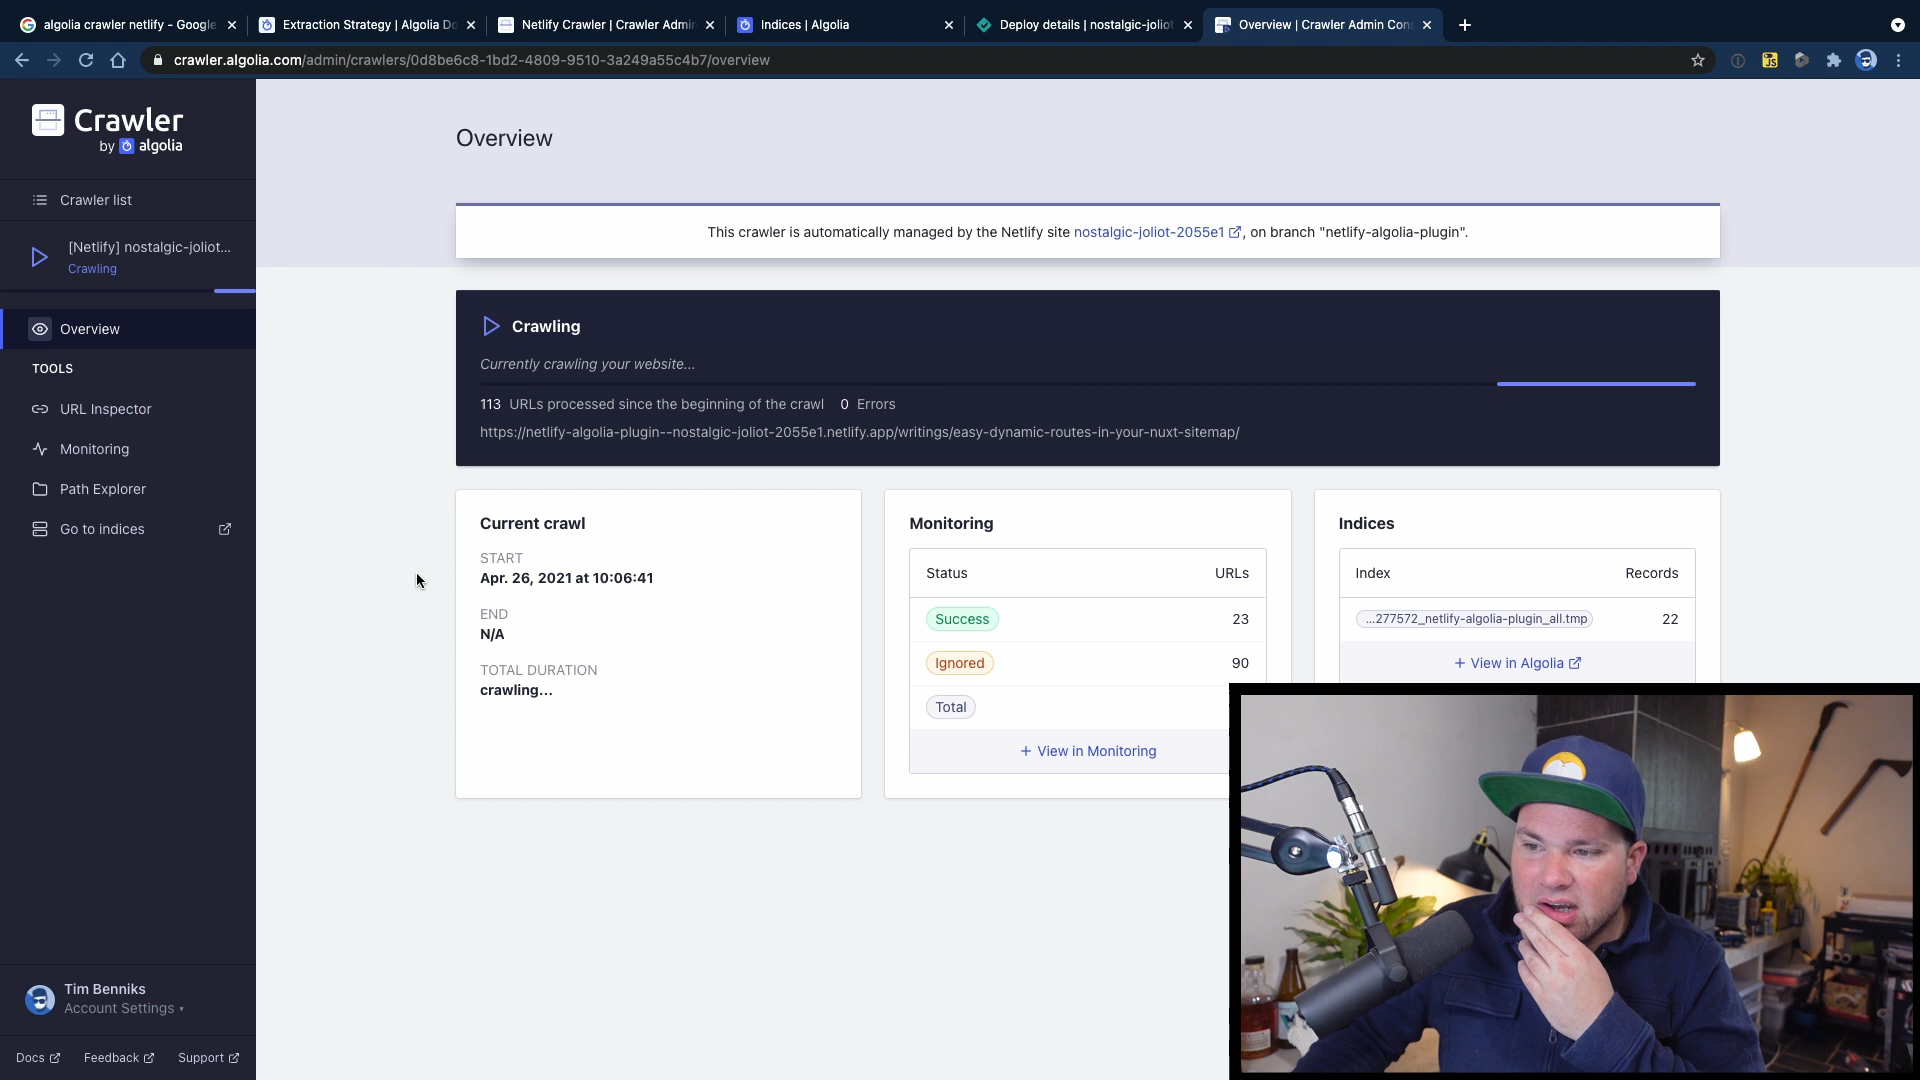 algolia crawler netlify - Google
Extraction Strategy | Algolia Do
Netlify Crawler | Crawler Admin
Indices | Algolia
Deploy details | nostalgic-joliot
Overview | Crawler Admin Cons
crawler.algolia.com/admin/crawlers/0d8be6c8-1bd2-4809-9510-3a249a55c4b7/overview
Crawler
by algolia
Crawler list
[Netlify] nostalgic-joliot...
Crawling
Overview
TOOLS
URL Inspector
Monitoring
Path Explorer
Go to indices
Tim Benniks
Account Settings
Docs
Feedback
Support
Overview
This crawler is automatically managed by the Netlify site nostalgic-joliot-2055e1, on branch "netlify-algolia-plugin".
Crawling
Currently crawling your website...
113 URLs processed since the beginning of the crawl 0 Errors
https://netlify-algolia-plugin--nostalgic-joliot-2055e1.netlify.app/writings/easy-dynamic-routes-in-your-nuxt-sitemap/
Current crawl
START
Apr. 26, 2021 at 10:06:41
END
N/A
TOTAL DURATION
crawling...
Monitoring
Status URLs
Success 23
Ignored 90
Total
+ View in Monitoring
Indices
Index Records
...277572_netlify-algolia-plugin_all.tmp 22
+ View in Algolia
JS